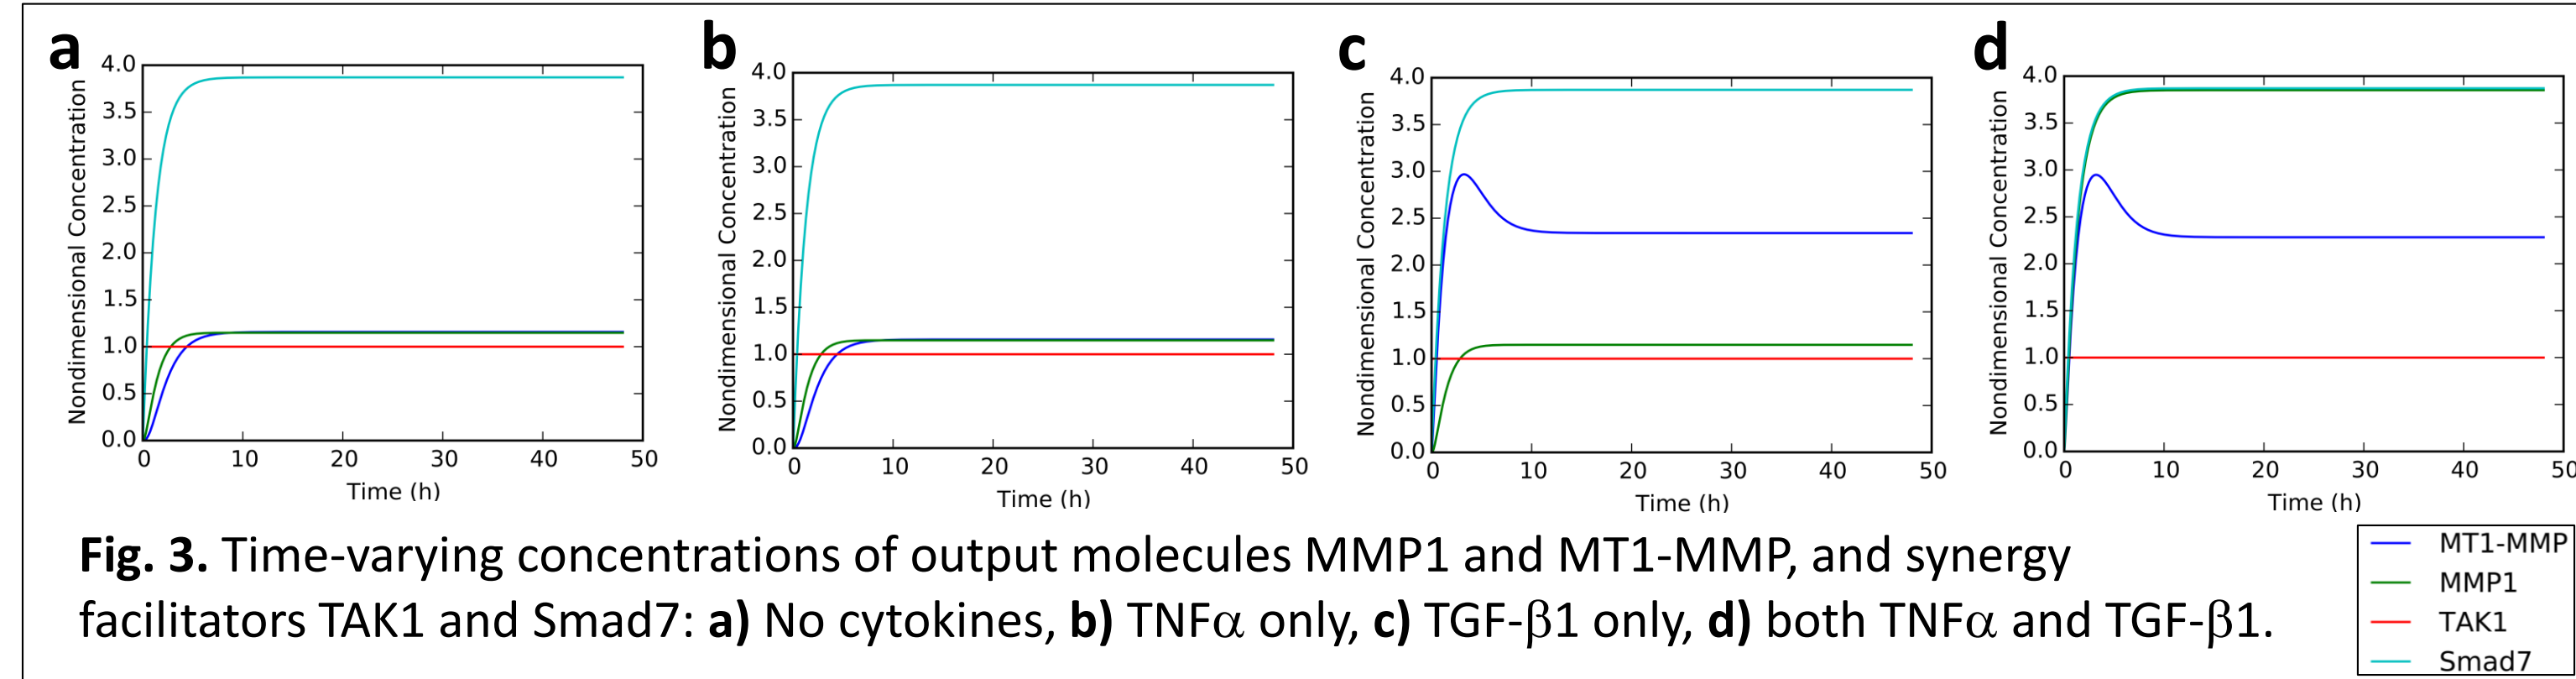 a
4.0
3.5
3.0
2.5
2.0
1.5
1.0
0.5
0.0
0 10 20 30 40 50
Nondimensional Concentration
Time (h)
b
4.0
3.5
3.0
2.5
2.0
1.5
1.0
0.5
0.0
0 10 20 30 40 50
Nondimensional Concentration
Time (h)
c
4.0
3.5
3.0
2.5
2.0
1.5
1.0
0.5
0.0
0 10 20 30 40 50
Nondimensional Concentration
Time (h)
d
4.0
3.5
3.0
2.5
2.0
1.5
1.0
0.5
0.0
0 10 20 30 40 50
Nondimensional Concentration
Time (h)
Fig. 3. Time-varying concentrations of output molecules MMP1 and MT1-MMP, and synergy
facilitators TAK1 and Smad7: a) No cytokines, b) TNFα only, c) TGF-β1 only, d) both TNFα and TGF-β1.
MT1-MMP
MMP1
TAK1
Smad7